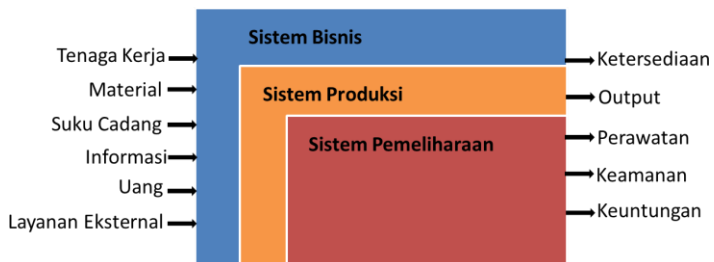 Sistem Bisnis
Sistem Produksi
Sistem Pemeliharaan
Tenaga Kerja
Material
Suku Cadang
Informasi
Uang
Layanan Eksternal
Ketersediaan
Output
Perawatan
Keamanan
Keuntungan